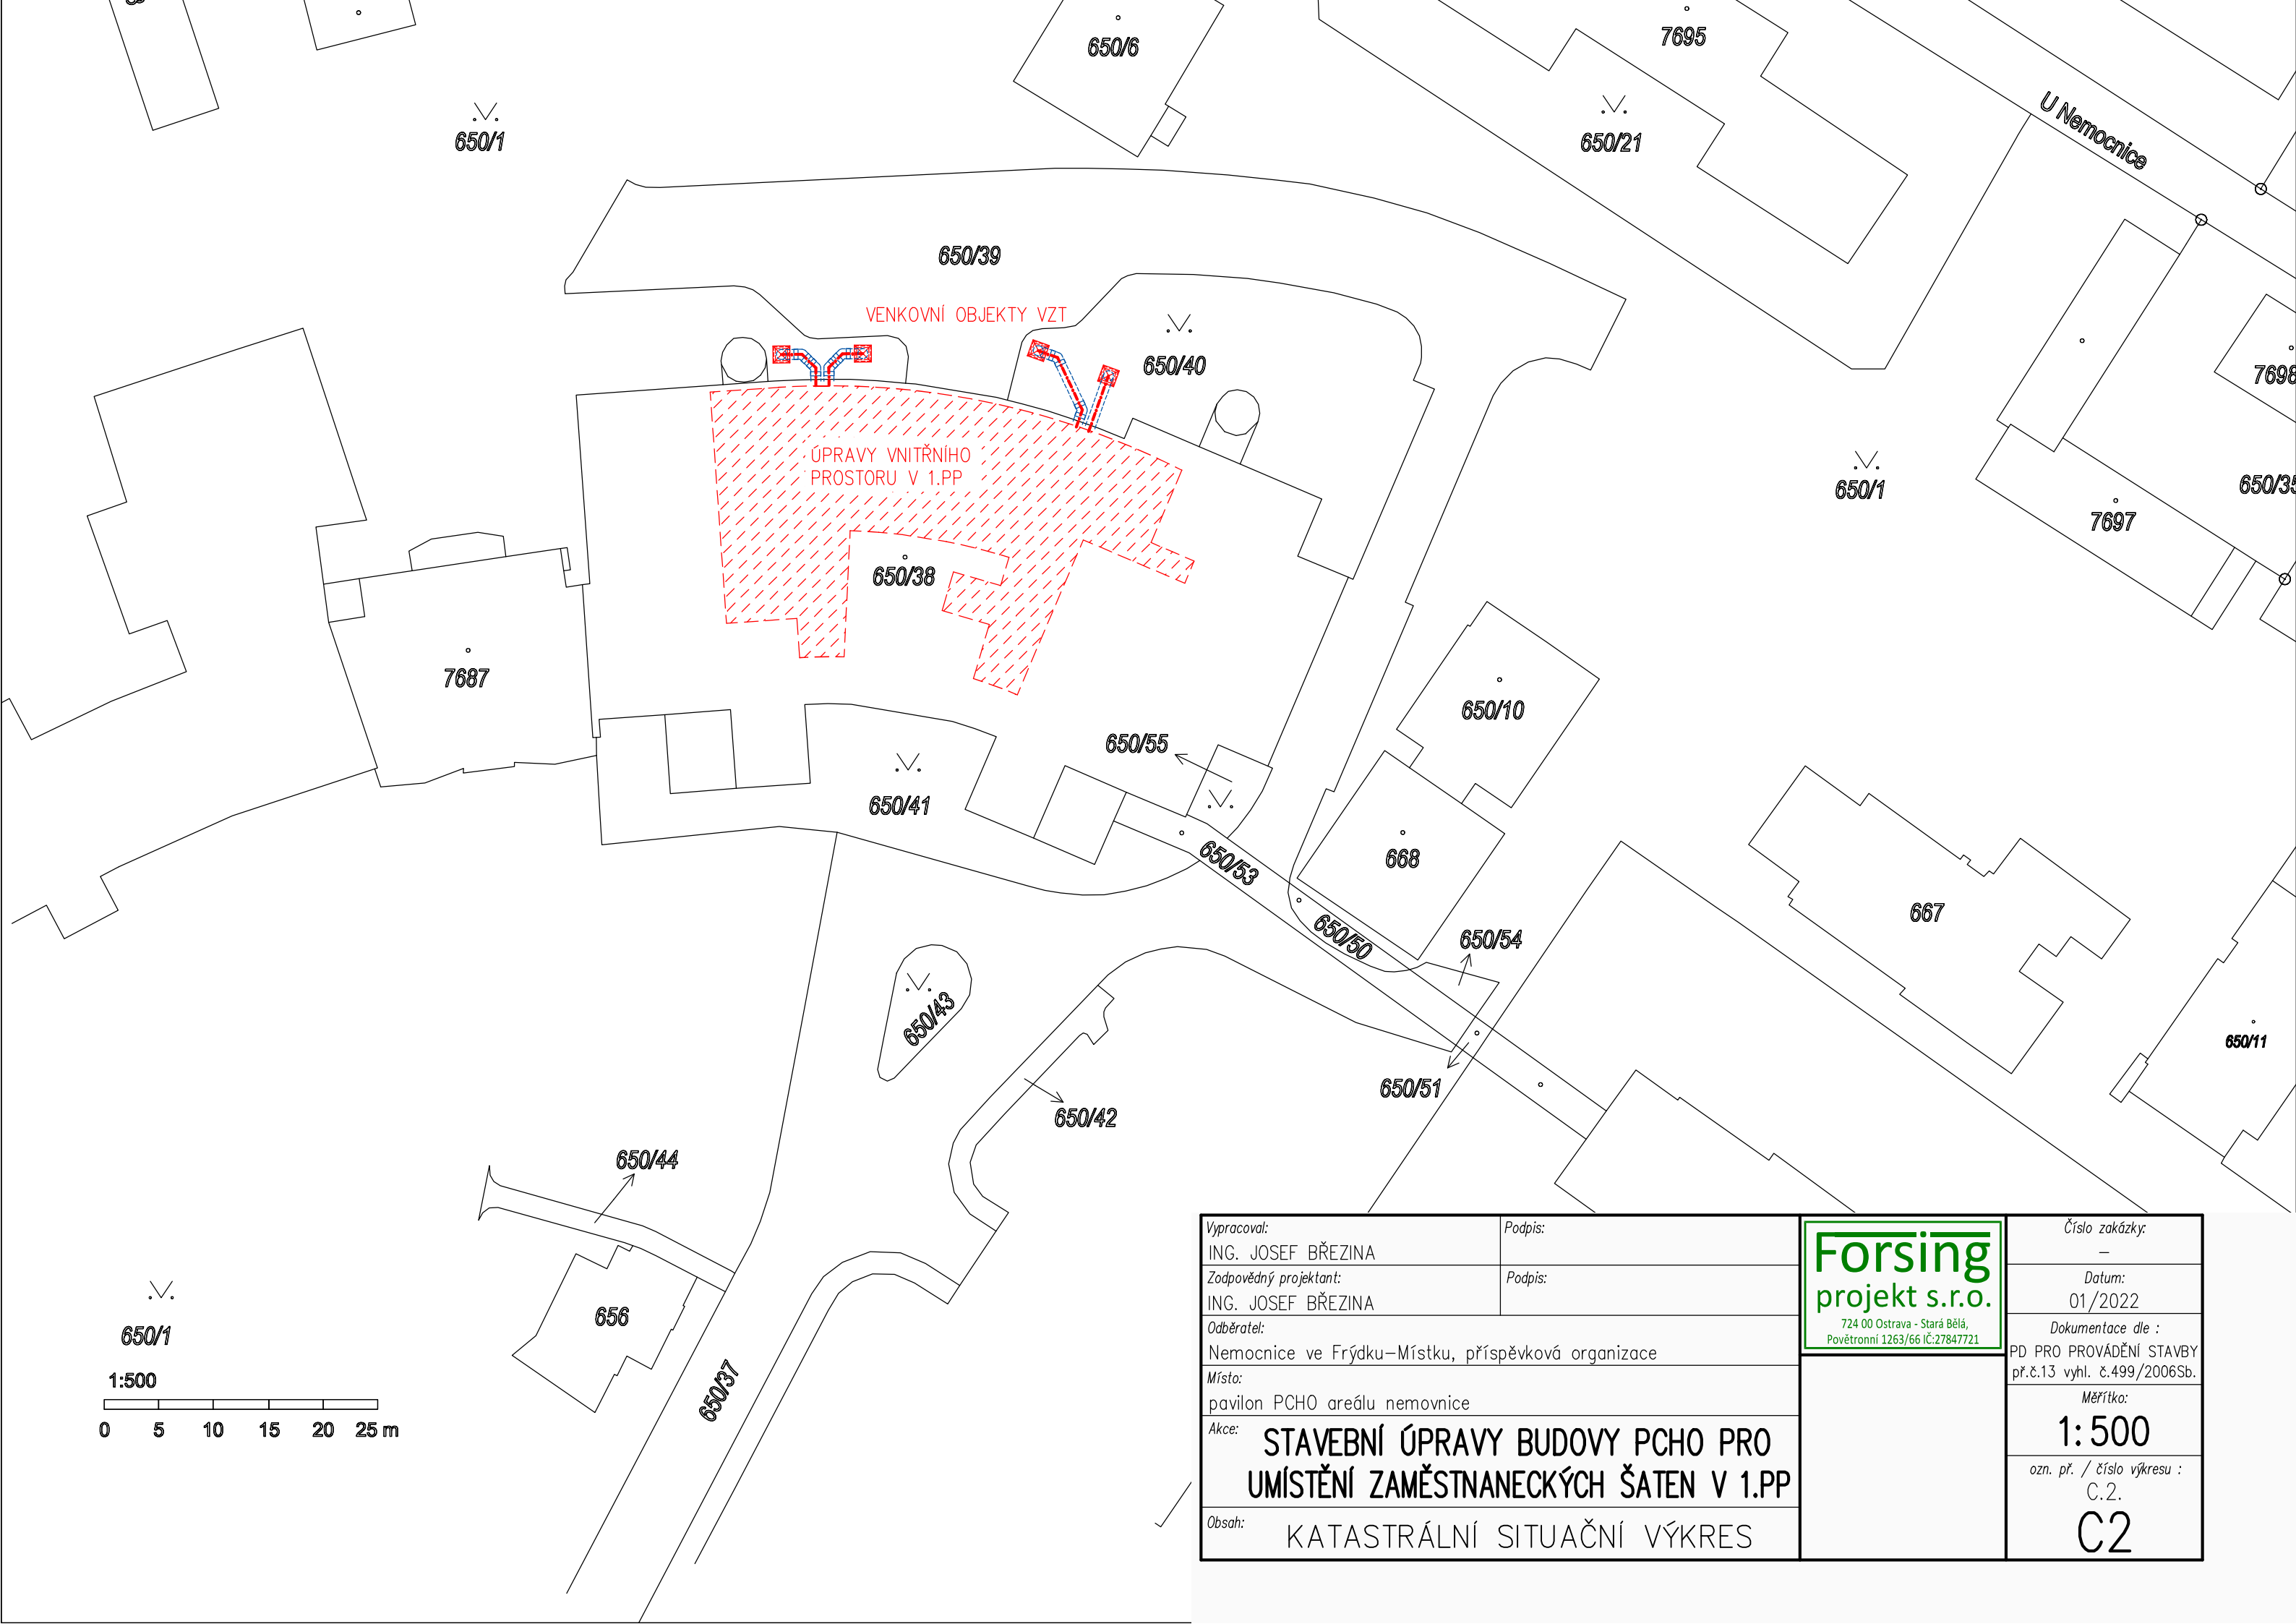 650/6
7695
650/1
650/21
U Nemocnice
650/39
VENKOVNÍ OBJEKTY VZT
650/40
7698
ÚPRAVY VNITŘNÍHO
PROSTORU V 1.PP
650/1
650/35
7697
650/38
7687
650/10
650/55
650/41
650/53
668
650/50
650/54
667
650/43
650/11
650/51
650/42
650/44
656
650/1
650/37
1:500
0 5 10 15 20 25 m
Vypracoval:
ING. JOSEF BŘEZINA
Podpis:
Zodpovědný projektant:
ING. JOSEF BŘEZINA
Podpis:
Odběratel:
Nemocnice ve Frýdku-Místku, příspěvková organizace
Místo:
pavilon PCHO areálu nemovnice
Akce:
STAVEBNÍ ÚPRAVY BUDOVY PCHO PRO
UMÍSTĚNÍ ZAMĚSTNANECKÝCH ŠATEN V 1.PP
Obsah:
KATASTRÁLNÍ SITUAČNÍ VÝKRES
Forsing
projekt s.r.o.
724 00 Ostrava - Stará Bělá,
Povětronní 1263/66 IČ:27847721
Číslo zakázky:
–
Datum:
01/2022
Dokumentace dle :
PD PRO PROVÁDĚNÍ STAVBY
př.č.13 vyhl. č.499/2006Sb.
Měřítko:
1:500
ozn. př. / číslo výkresu :
C.2.
C2